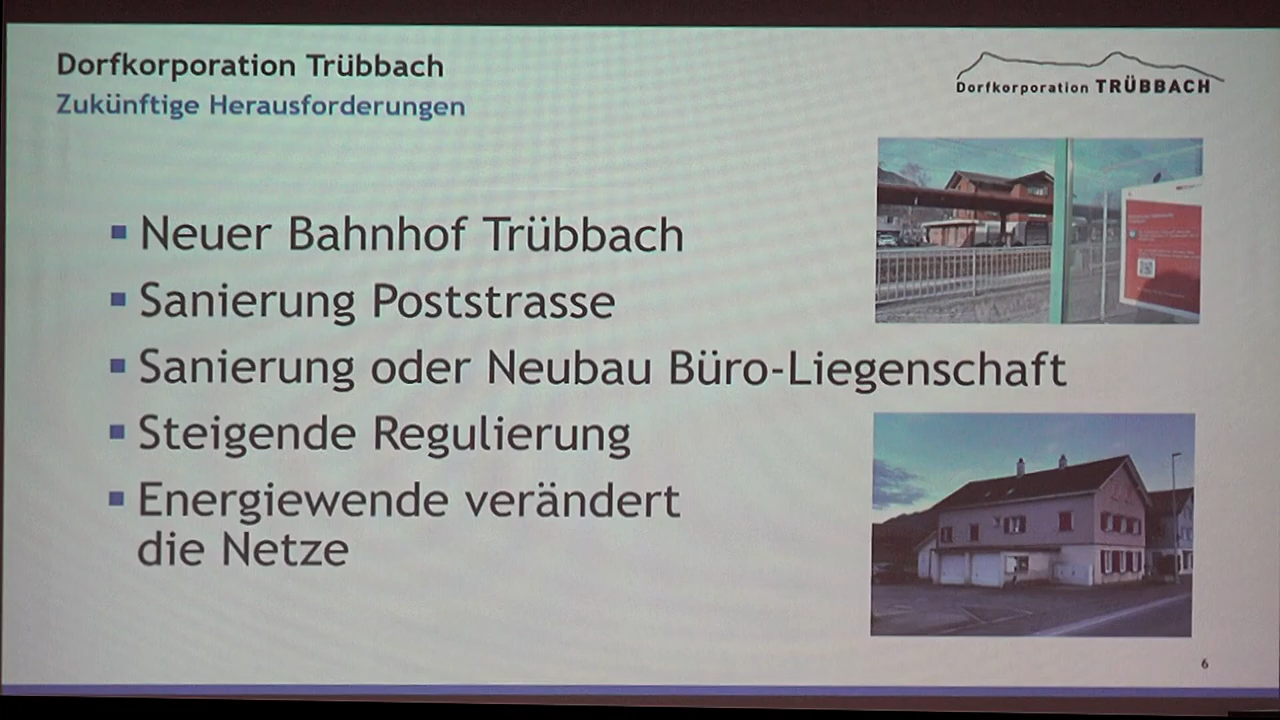 Dorfkorporation Trübbach
Zukünftige Herausforderungen
Dorfkorporation TRÜBBACH
▪ Neuer Bahnhof Trübbach
▪ Sanierung Poststrasse
▪ Sanierung oder Neubau Büro-Liegenschaft
▪ Steigende Regulierung
▪ Energiewende verändert
die Netze
6